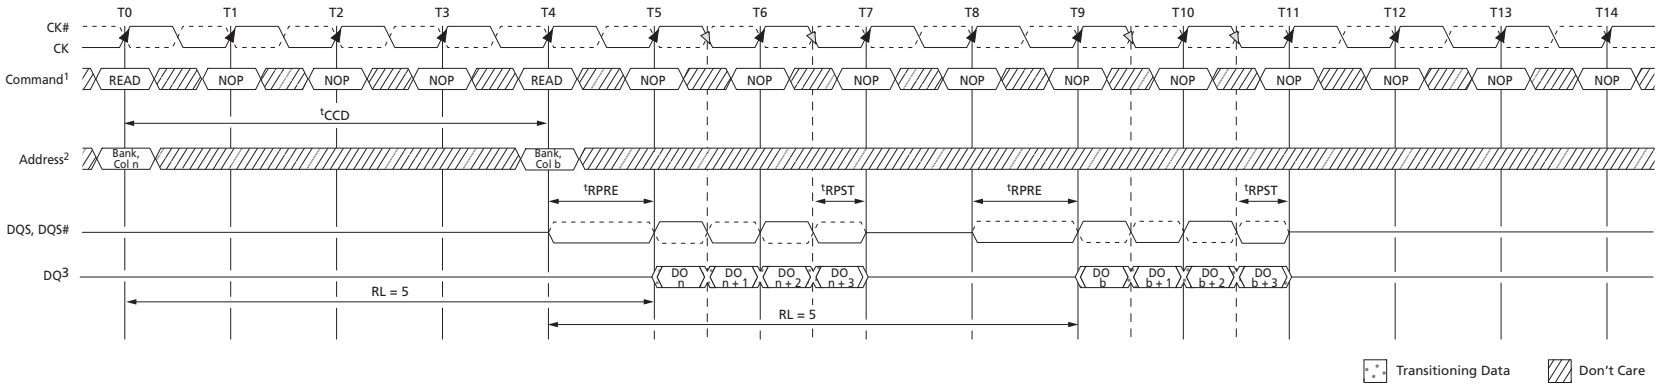 T0 T1 T2 T3 T4 T5 T6 T7 T8 T9 T10 T11 T12 T13 T14
CK#
CK
Command1 READ NOP NOP NOP READ NOP NOP NOP NOP NOP NOP NOP NOP NOP NOP
tCCD
Address2 Bank, Col n Bank, Col b
tRPRE tRPST tRPRE tRPST
DQS, DQS#
DQ3 DO n DO n + 1 DO n + 2 DO n + 3 DO b DO b + 1 DO b + 2 DO b + 3
RL = 5
RL = 5
Transitioning Data Don't Care